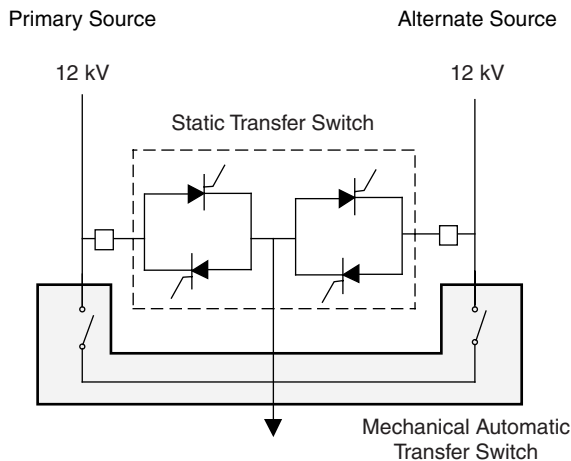 Primary Source
Alternate Source
12 kV
12 kV
Static Transfer Switch
Mechanical Automatic
Transfer Switch